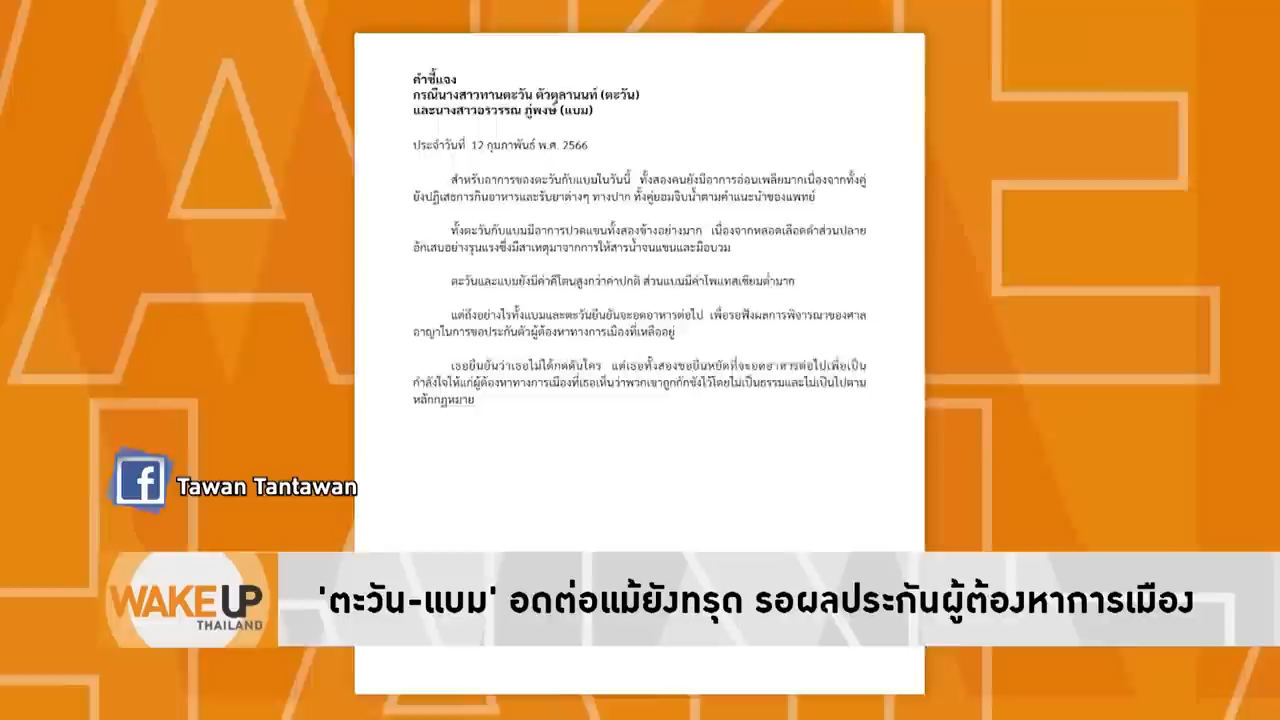 คำชี้แจง
กรณีนางสาวทานตะวัน ตัวตุลานนท์ (ตะวัน)
และนางสาวอรวรรณ ภู่พงษ์ (แบม)
ประจำวันที่ 12 กุมภาพันธ์ พ.ศ. 2566
สำหรับอาการของตะวันกับแบมในวันนี้ ทั้งสองคนยังมีอาการอ่อนเพลียมากเนื่องจากทั้งคู่
ยังปฏิเสธการกินอาหารและรับยาต่างๆ ทางปาก ทั้งคู่ยอมจิบน้ำตามคำแนะนำของแพทย์
ทั้งตะวันกับแบมมีอาการปวดแขนทั้งสองข้างอย่างมาก เนื่องจากหลอดเลือดดำส่วนปลาย
อักเสบอย่างรุนแรงซึ่งมีสาเหตุมาจากการให้สารน้ำจนแขนและมือบวม
ตะวันและแบมยังมีค่าคีโตนสูงกว่าค่าปกติ ส่วนแบมมีค่าโพแทสเซียมต่ำมาก
แต่ถึงอย่างไรทั้งแบมและตะวันยืนยันจะอดอาหารต่อไป เพื่อรอฟังผลการพิจารณาของศาล
อาญาในการขอประกันตัวผู้ต้องหาทางการเมืองที่เหลืออยู่
เธอยืนยันว่าเธอไม่ได้กดดันใคร แต่เธอทั้งสองขอยืนหยัดที่จะอดอาหารต่อไปเพื่อเป็น
กำลังใจให้แก่ผู้ต้องหาทางการเมืองที่เธอเห็นว่าพวกเขาถูกกักขังไว้โดยไม่เป็นธรรมและไม่เป็นไปตาม
หลักกฎหมาย
f Tawan Tantawan
WAKE UP
THAILAND
'ตะวัน-แบม' อดต่อแม้ยังทรุด รอผลประกันผู้ต้องหาการเมือง